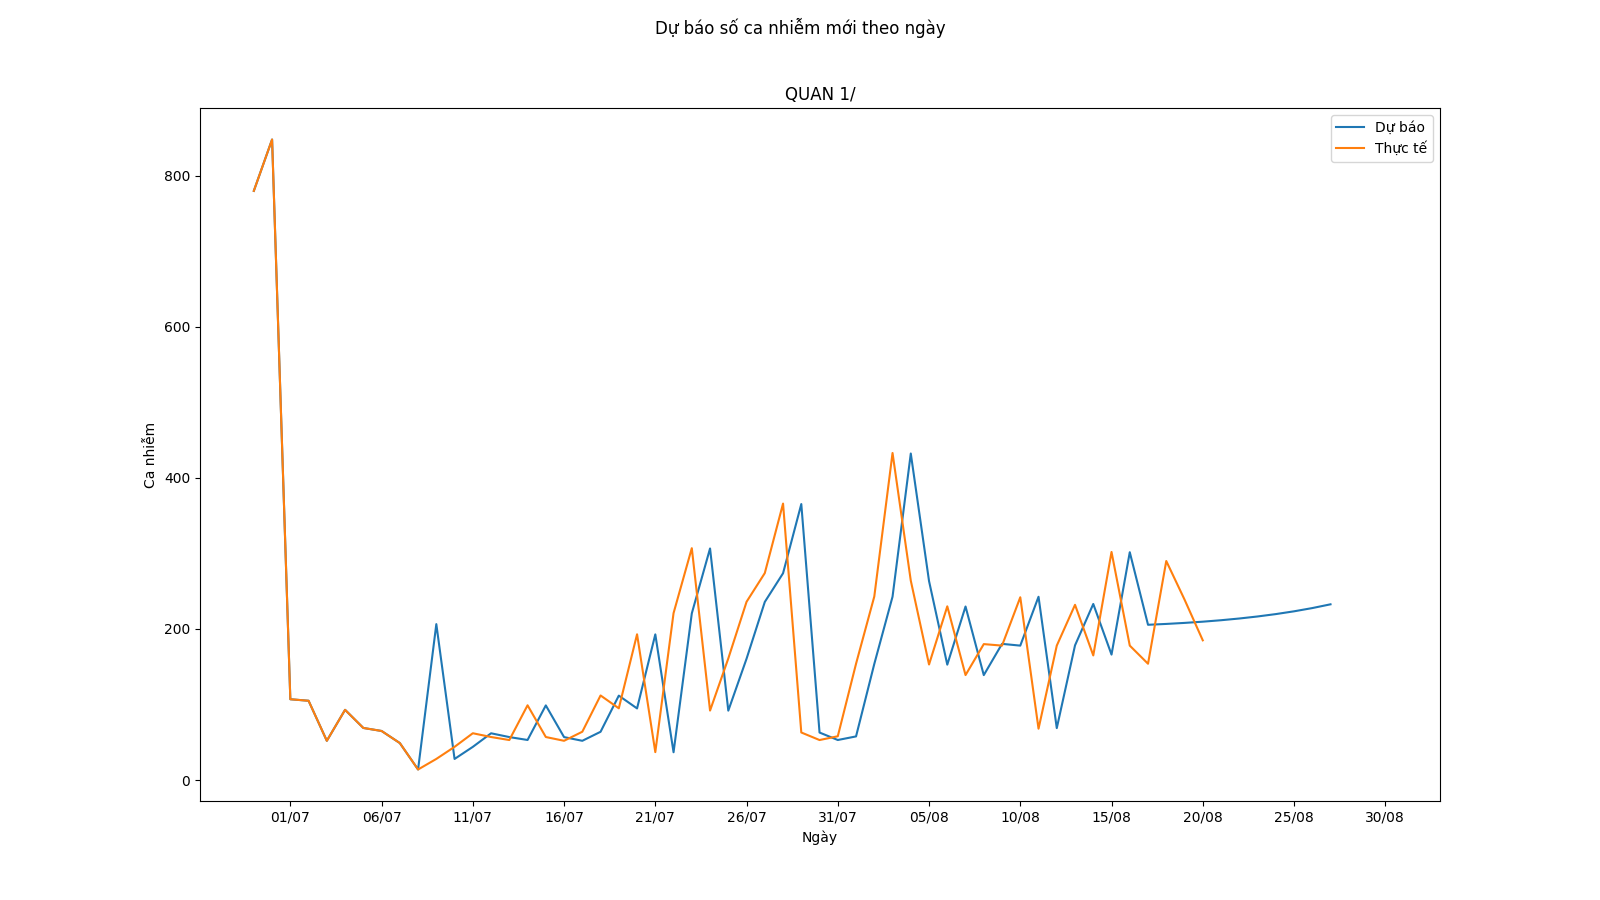 Dự báo số ca nhiễm mới theo ngày
QUAN 1/
Dự báo
Thực tế
800
600
400
200
0
Ca nhiễm
01/07 06/07 11/07 16/07 21/07 26/07 31/07 05/08 10/08 15/08 20/08 25/08 30/08
Ngày